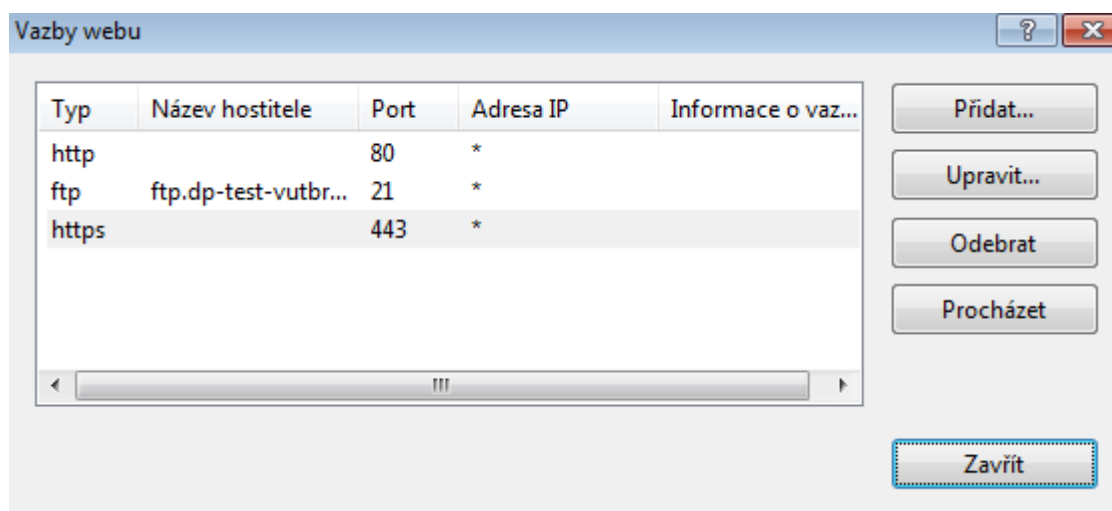 Vazby webu
Typ Název hostitele Port Adresa IP Informace o vaz...
http 80 *
ftp ftp.dp-test-vutbr... 21 *
https 443 *
Přidat...
Upravit...
Odebrat
Procházet
Zavřít